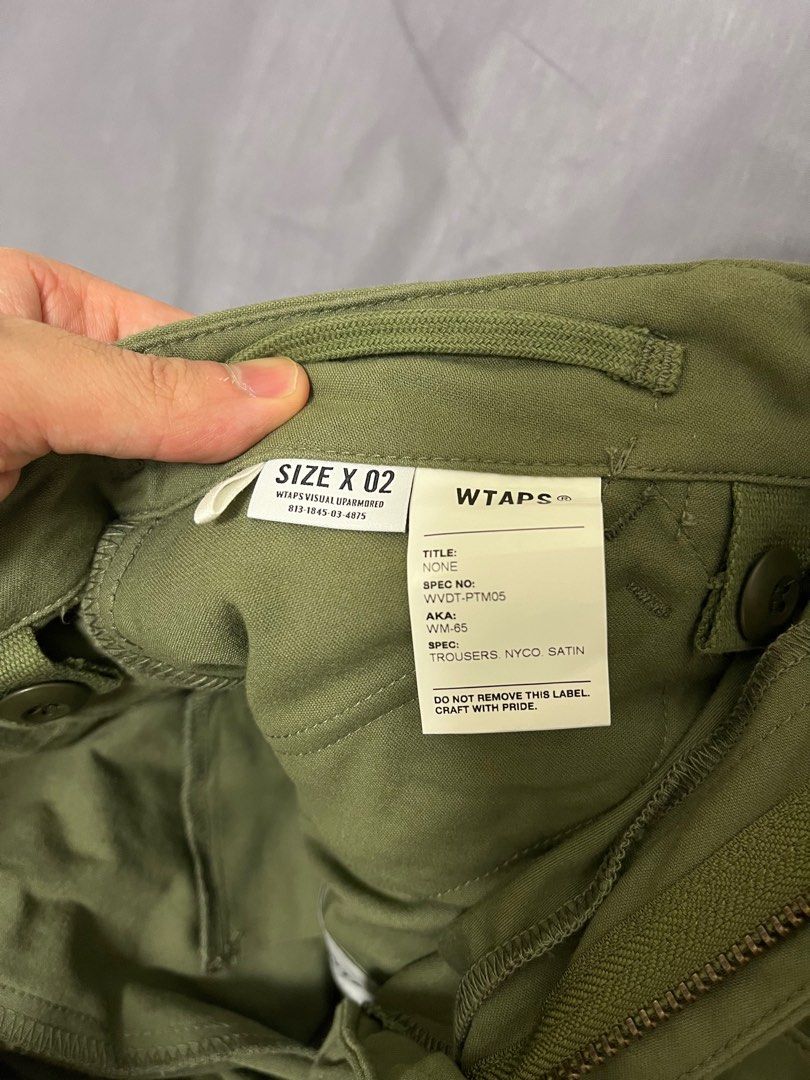 SIZE X 02
WTAPS VISUAL UPARMORED
813-1845-03-4875
WTAPS®
TITLE:
NONE
SPEC NO:
WVDT-PTM05
AKA:
WM-65
SPEC:
TROUSERS. NYCO. SATIN
DO NOT REMOVE THIS LABEL.
CRAFT WITH PRIDE.